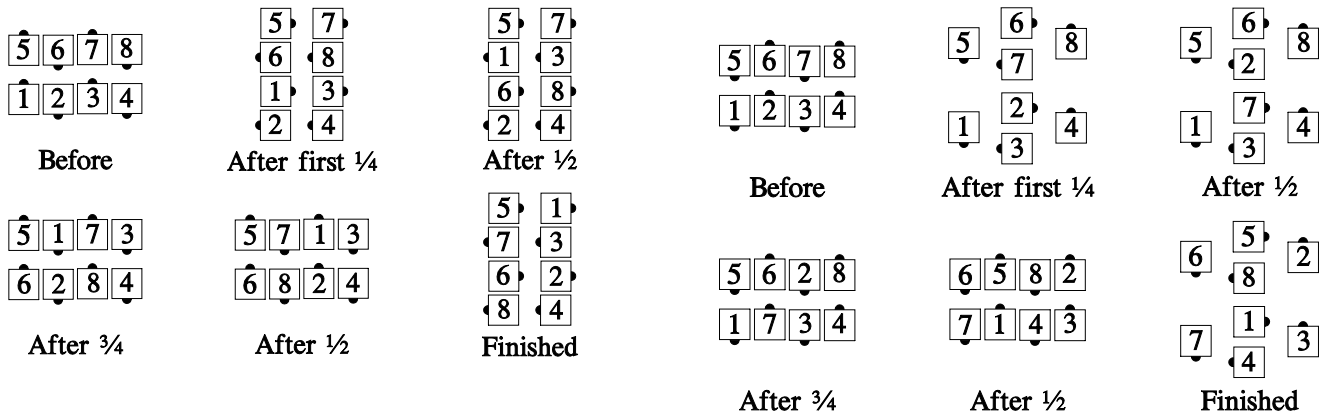 5 6 7 8
1 2 3 4
Before
5 7
6 8
1 3
2 4
After first ¼
5 7
1 3
6 8
2 4
After ½
5 1 7 3
6 2 8 4
After ¾
5 7 1 3
6 8 2 4
After ½
5 1
7 3
6 2
8 4
Finished
5 6 7 8
1 2 3 4
Before
6
5 8
7
2
1 4
3
After first ¼
6
5 8
2
7
1 4
3
After ½
5 6 2 8
1 7 3 4
After ¾
6 5 8 2
7 1 4 3
After ½
5
6 2
8
1
7 3
4
Finished